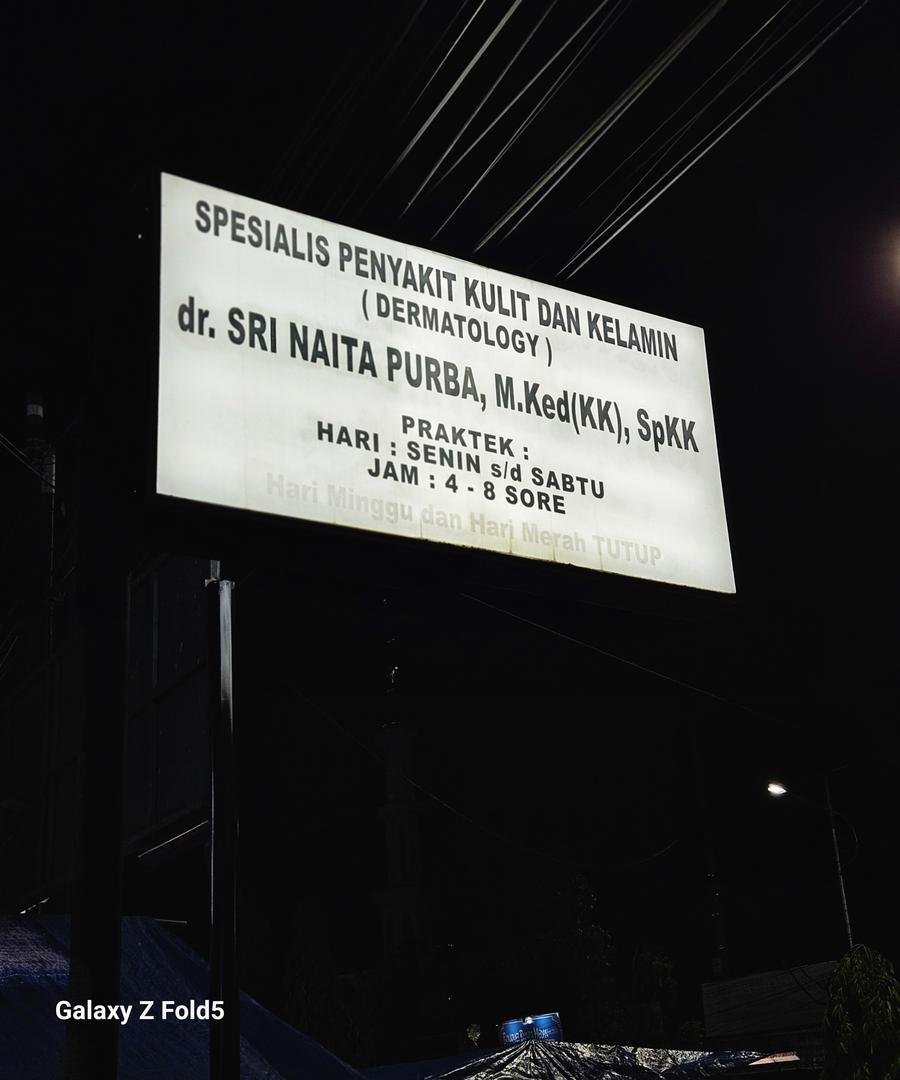 SPESIALIS PENYAKIT KULIT DAN KELAMIN
( DERMATOLOGY )
dr. SRI NAITA PURBA, M.Ked(KK), SpKK
PRAKTEK :
HARI : SENIN s/d SABTU
JAM : 4 - 8 SORE
Hari Minggu dan Hari Merah TUTUP
Galaxy Z Fold5